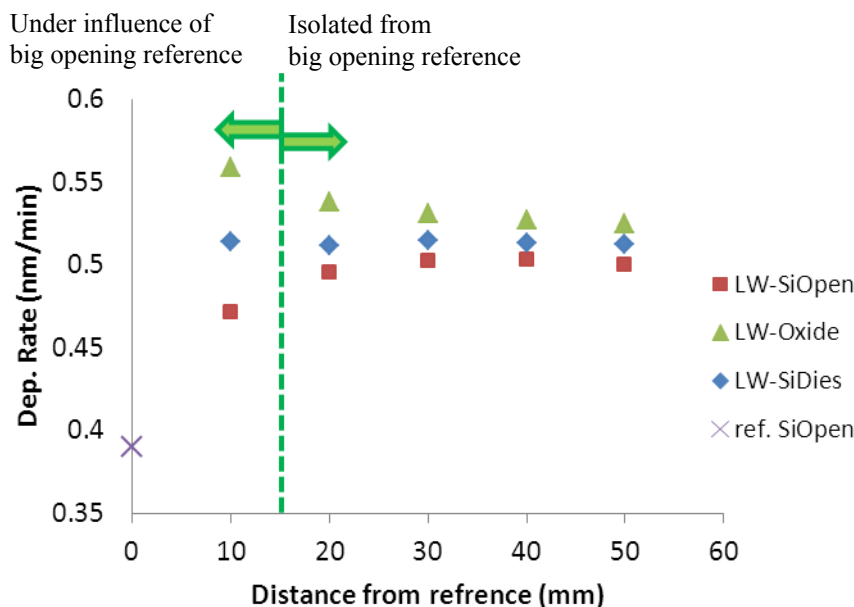 Under influence of
big opening reference
Isolated from
big opening reference
0.6
0.55
0.5
0.45
0.4
0.35
Dep. Rate (nm/min)
0 10 20 30 40 50 60
Distance from refrence (mm)
LW-SiOpen
LW-Oxide
LW-SiDies
ref. SiOpen